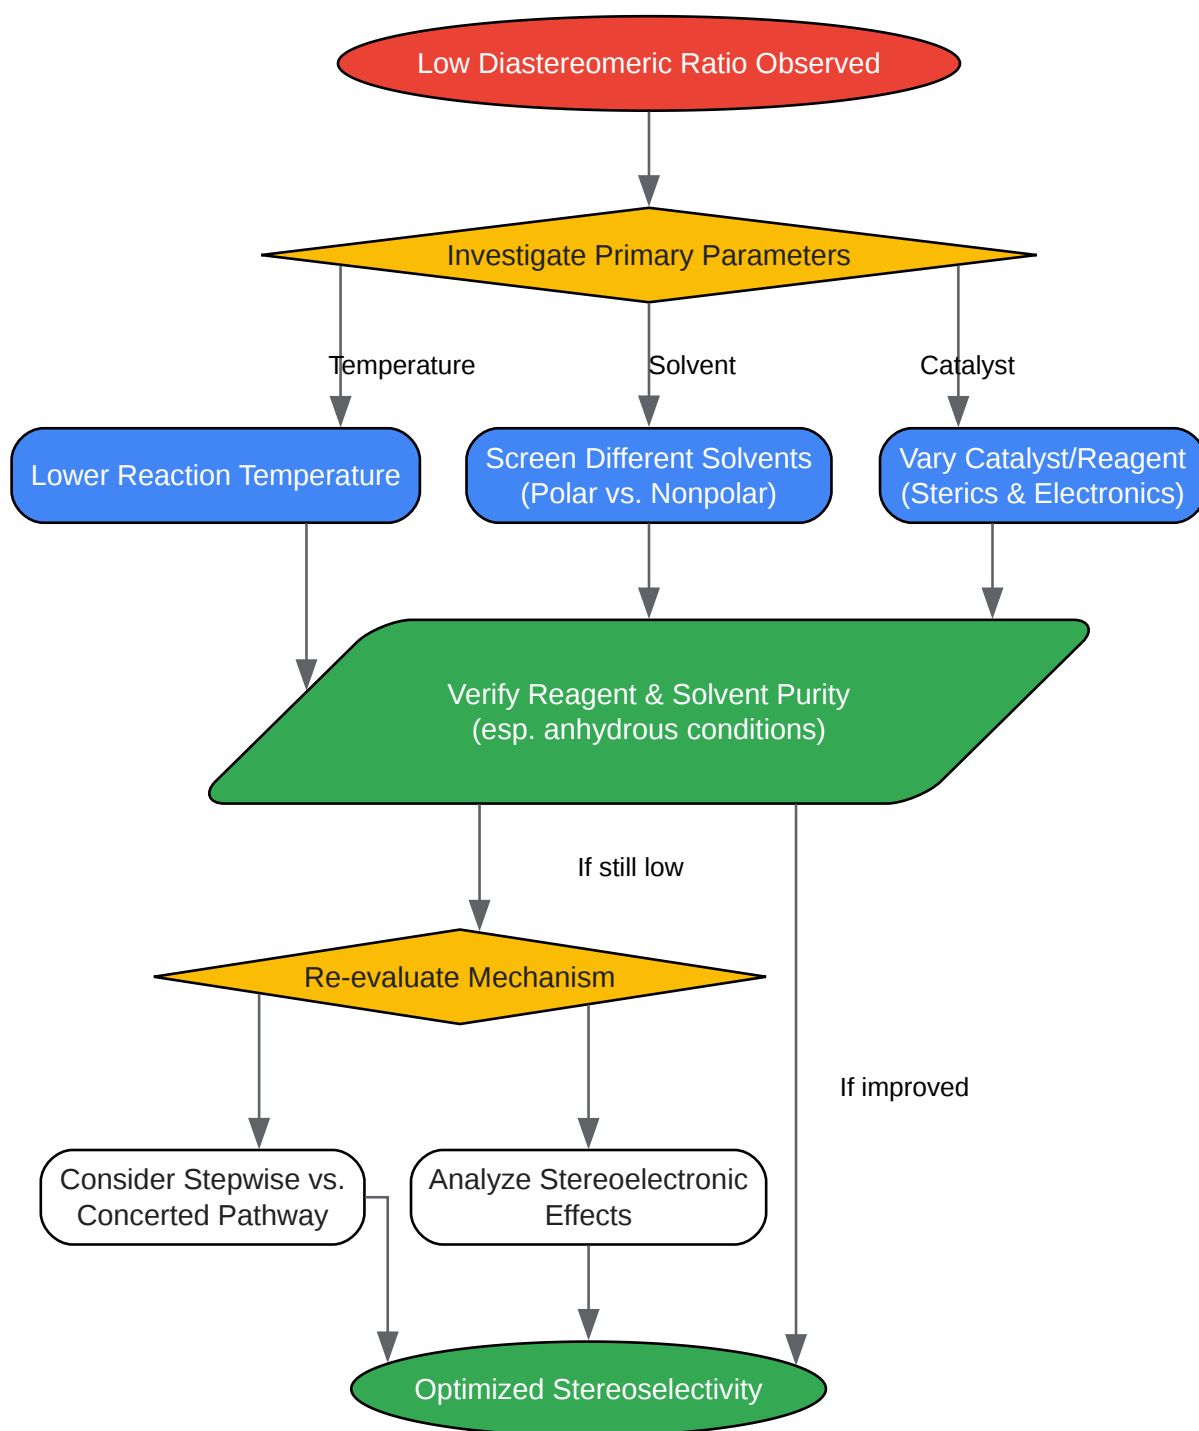 Low Diastereomeric Ratio Observed
Investigate Primary Parameters
Temperature
Solvent
Catalyst
Lower Reaction Temperature
Screen Different Solvents
(Polar vs. Nonpolar)
Vary Catalyst/Reagent
(Sterics & Electronics)
Verify Reagent & Solvent Purity
(esp. anhydrous conditions)
If still low
Re-evaluate Mechanism
If improved
Consider Stepwise vs.
Concerted Pathway
Analyze Stereoelectronic
Effects
Optimized Stereoselectivity